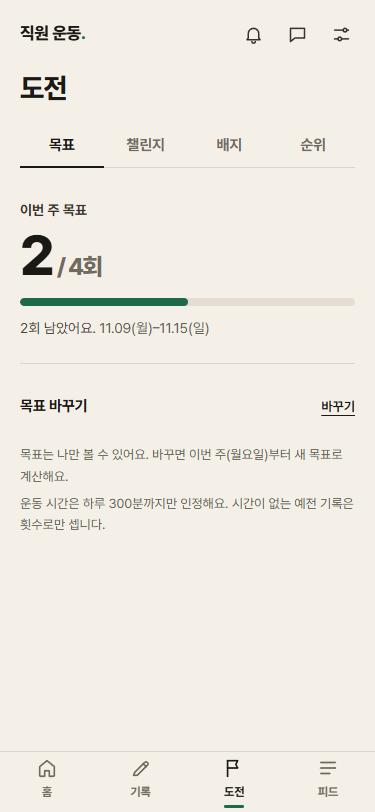 직원 운동.
도전
목표 챌린지 배지 순위
이번 주 목표
2 / 4회
2회 남았어요. 11.09(월)–11.15(일)
목표 바꾸기 바꾸기
목표는 나만 볼 수 있어요. 바꾸면 이번 주(월요일)부터 새 목표로
계산해요.
운동 시간은 하루 300분까지만 인정해요. 시간이 없는 예전 기록은
횟수로만 셉니다.
홈 기록 도전 피드